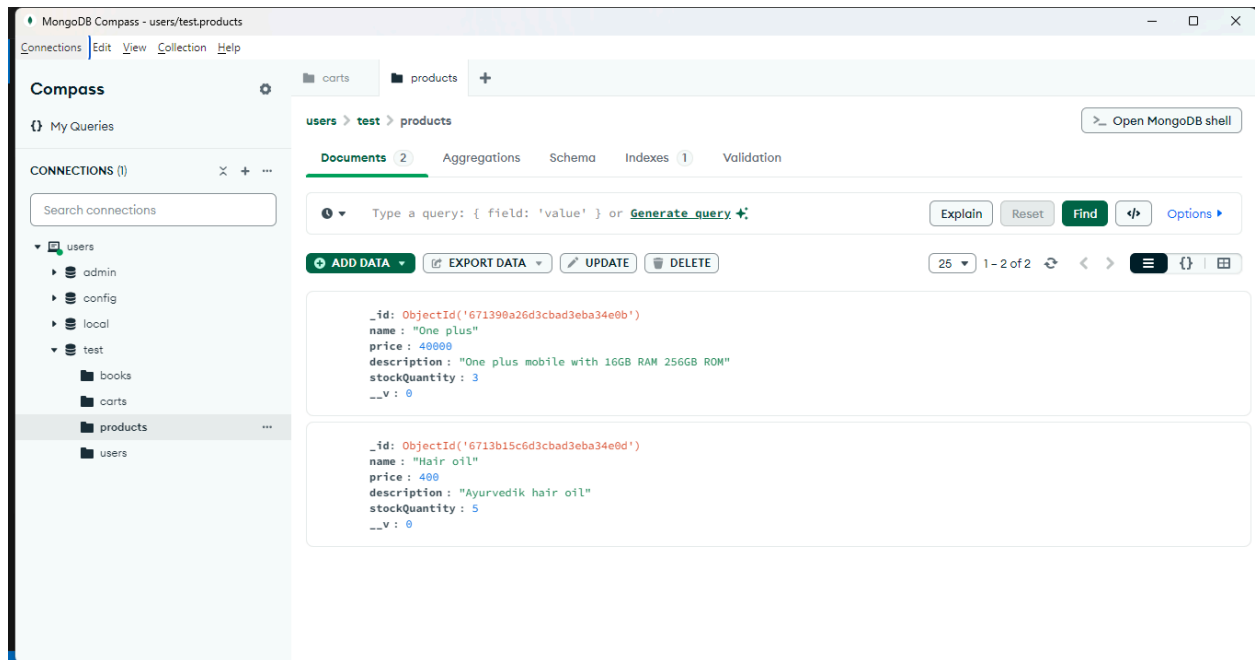 MongoDB Compass - users/test.products
Connections Edit View Collection Help
Compass
carts products
{} My Queries
users > test > products
>_ Open MongoDB shell
Documents 2 Aggregations Schema Indexes 1 Validation
CONNECTIONS (1)
Search connections
Type a query: { field: 'value' } or Generate query
Explain Reset Find </> Options
users
admin
config
local
test
books
carts
products
users
ADD DATA EXPORT DATA UPDATE DELETE
25 1 – 2 of 2 {}
_id: ObjectId('671390a26d3cbad3eba34e0b')
name : "One plus"
price : 40000
description : "One plus mobile with 16GB RAM 256GB ROM"
stockQuantity : 3
__v : 0
_id: ObjectId('6713b15c6d3cbad3eba34e0d')
name : "Hair oil"
price : 400
description : "Ayurvedik hair oil"
stockQuantity : 5
__v : 0